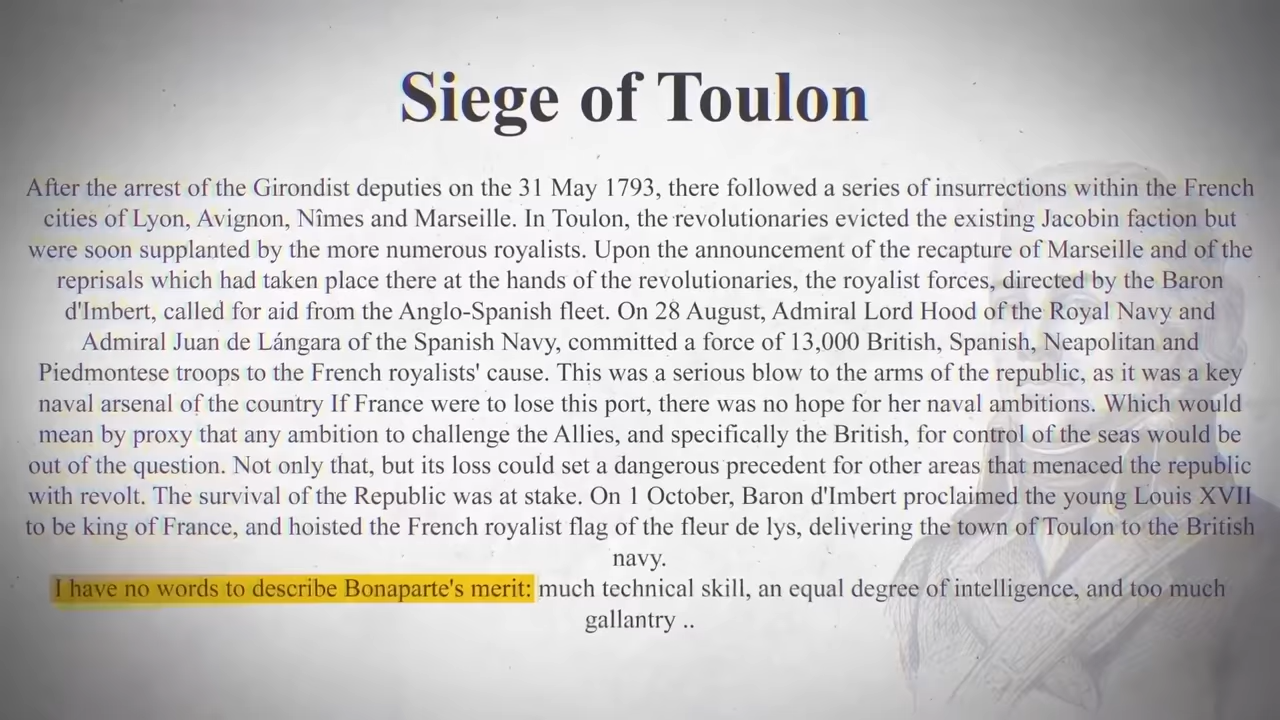 Siege of Toulon
After the arrest of the Girondist deputies on the 31 May 1793, there followed a series of insurrections within the French
cities of Lyon, Avignon, Nîmes and Marseille. In Toulon, the revolutionaries evicted the existing Jacobin faction but
were soon supplanted by the more numerous royalists. Upon the announcement of the recapture of Marseille and of the
reprisals which had taken place there at the hands of the revolutionaries, the royalist forces, directed by the Baron
d'Imbert, called for aid from the Anglo-Spanish fleet. On 28 August, Admiral Lord Hood of the Royal Navy and
Admiral Juan de Lángara of the Spanish Navy, committed a force of 13,000 British, Spanish, Neapolitan and
Piedmontese troops to the French royalists' cause. This was a serious blow to the arms of the republic, as it was a key
naval arsenal of the country If France were to lose this port, there was no hope for her naval ambitions. Which would
mean by proxy that any ambition to challenge the Allies, and specifically the British, for control of the seas would be
out of the question. Not only that, but its loss could set a dangerous precedent for other areas that menaced the republic
with revolt. The survival of the Republic was at stake. On 1 October, Baron d'Imbert proclaimed the young Louis XVII
to be king of France, and hoisted the French royalist flag of the fleur de lys, delivering the town of Toulon to the British
navy.
I have no words to describe Bonaparte's merit: much technical skill, an equal degree of intelligence, and too much
gallantry ..